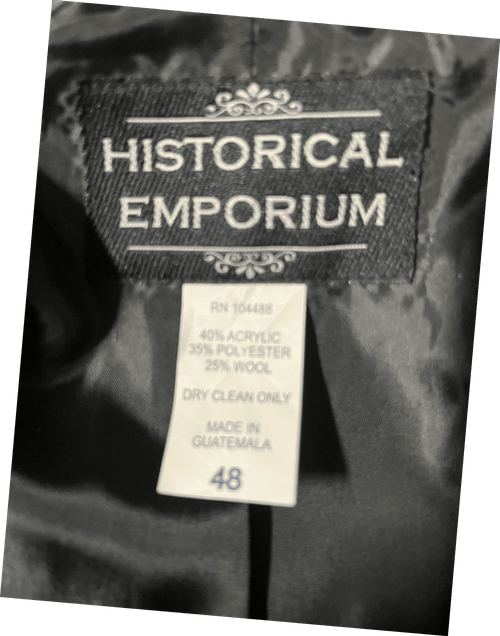 HISTORICAL
EMPORIUM
RN 104488
40% ACRYLIC
35% POLYESTER
25% WOOL
DRY CLEAN ONLY
MADE IN
GUATEMALA
48